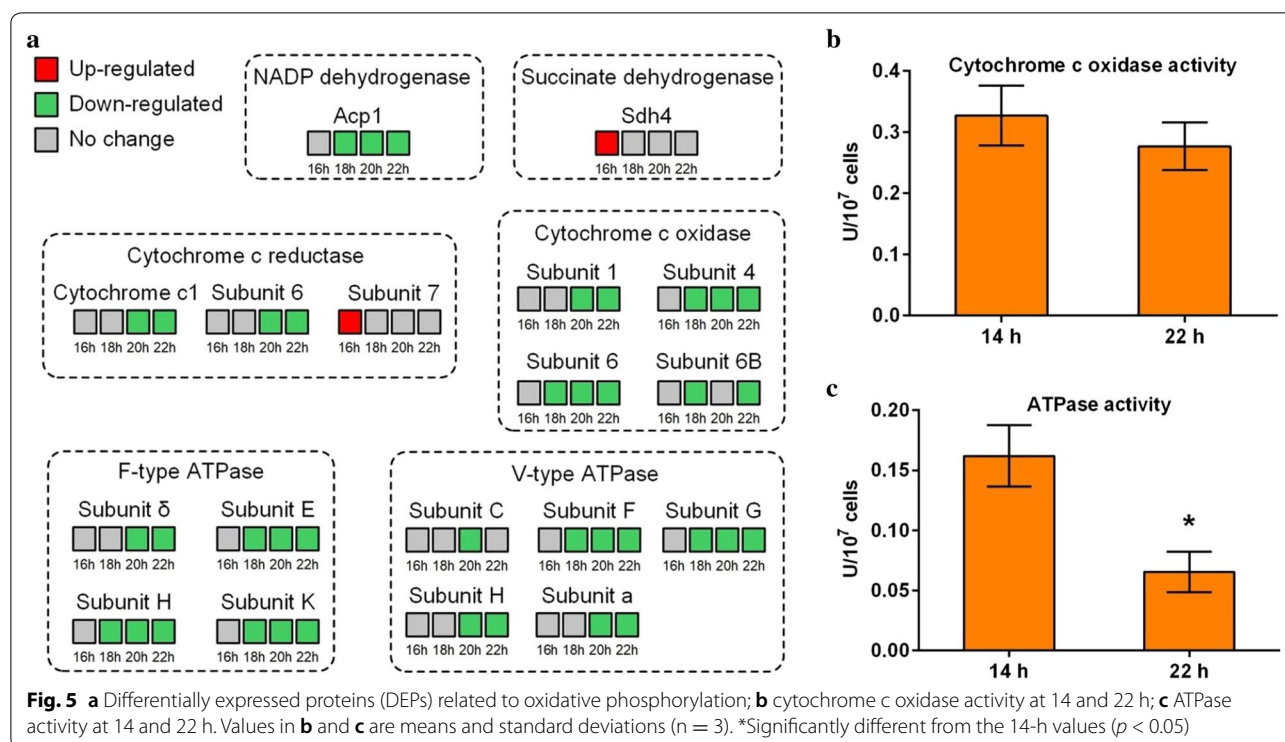 a
Up-regulated
Down-regulated
No change
NADP dehydrogenase
Acp1
16h 18h 20h 22h
Succinate dehydrogenase
Sdh4
16h 18h 20h 22h
Cytochrome c reductase
Cytochrome c1 Subunit 6 Subunit 7
16h 18h 20h 22h 16h 18h 20h 22h 16h 18h 20h 22h
Cytochrome c oxidase
Subunit 1 Subunit 4
16h 18h 20h 22h 16h 18h 20h 22h
Subunit 6 Subunit 6B
16h 18h 20h 22h 16h 18h 20h 22h
F-type ATPase
Subunit δ Subunit E
16h 18h 20h 22h 16h 18h 20h 22h
Subunit H Subunit K
16h 18h 20h 22h 16h 18h 20h 22h
V-type ATPase
Subunit C Subunit F Subunit G
16h 18h 20h 22h 16h 18h 20h 22h 16h 18h 20h 22h
Subunit H Subunit a
16h 18h 20h 22h 16h 18h 20h 22h
b
Cytochrome c oxidase activity
U/10⁷ cells
0.4
0.3
0.2
0.1
0.0
14 h 22 h
c
ATPase activity
U/10⁷ cells
0.20
0.15
0.10
0.05
0.00
*
14 h 22 h
Fig. 5 a Differentially expressed proteins (DEPs) related to oxidative phosphorylation; b cytochrome c oxidase activity at 14 and 22 h; c ATPase
activity at 14 and 22 h. Values in b and c are means and standard deviations (n = 3). *Significantly different from the 14-h values (p < 0.05)